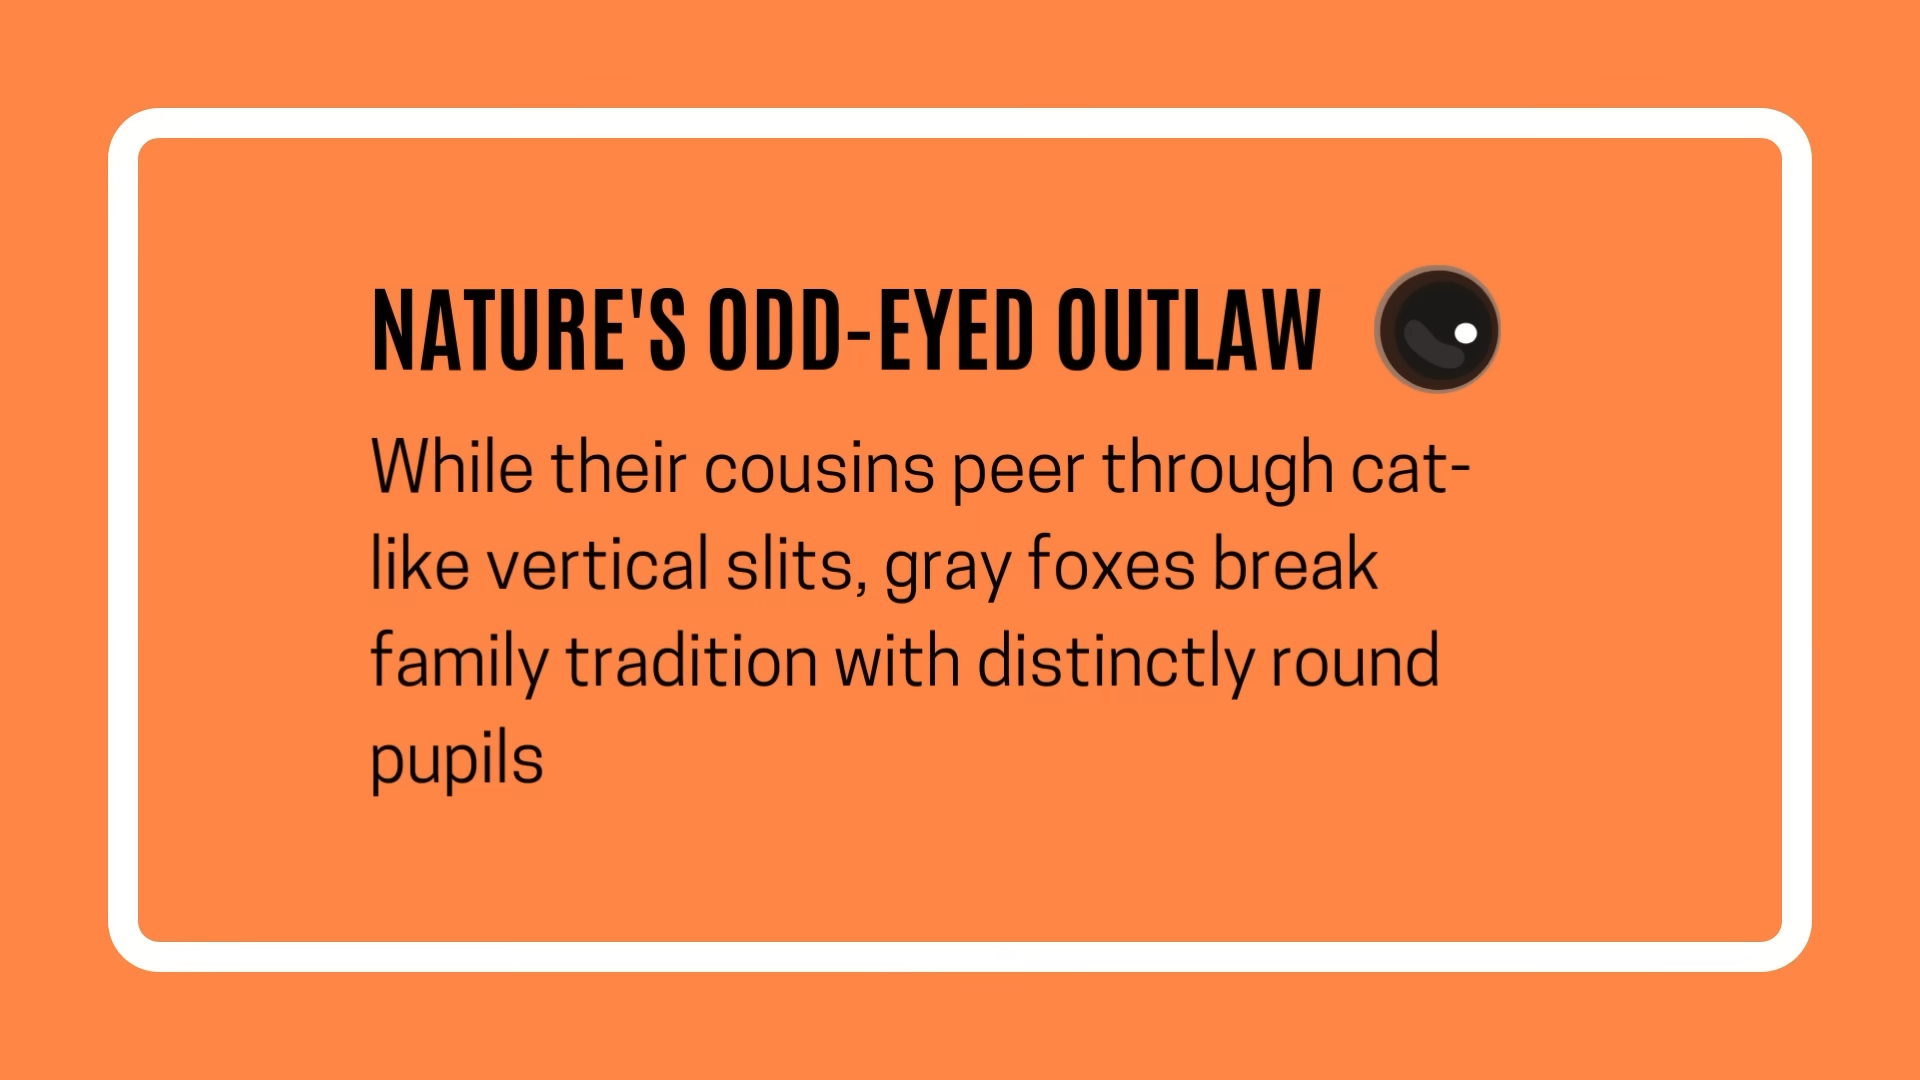 NATURE'S ODD-EYED OUTLAW
While their cousins peer through cat-
like vertical slits, gray foxes break
family tradition with distinctly round
pupils